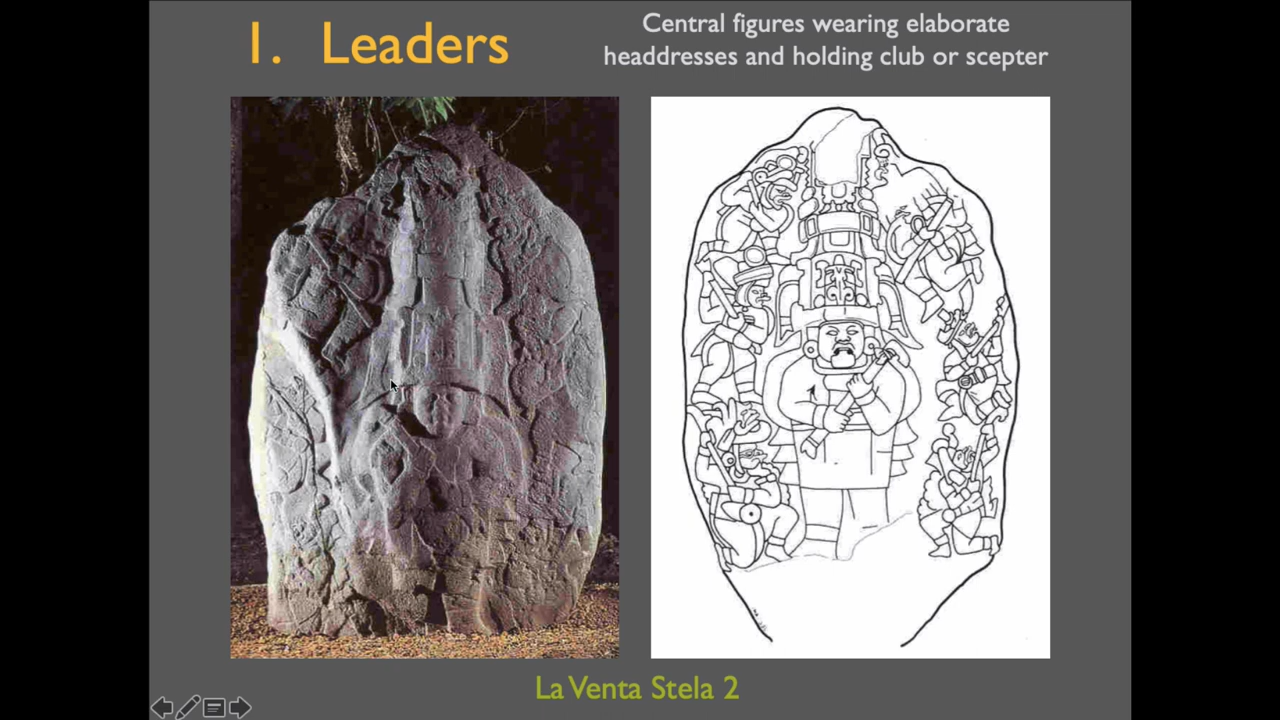 1. Leaders
Central figures wearing elaborate
headdresses and holding club or scepter
La Venta Stela 2